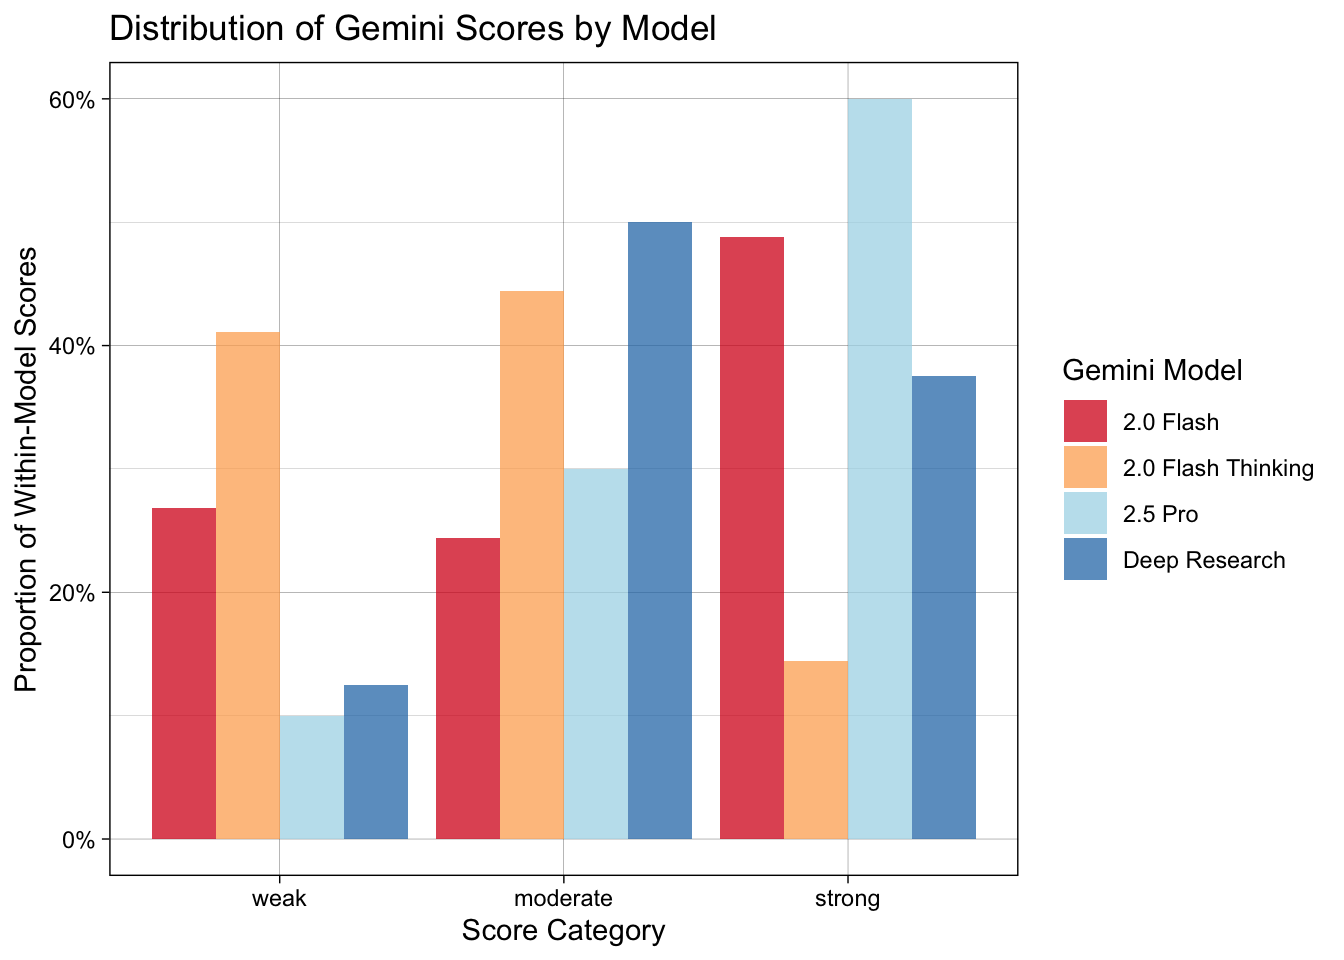 Distribution of Gemini Scores by Model
Proportion of Within-Model Scores
60%
40%
20%
0%
weak
moderate
strong
Score Category
Gemini Model
2.0 Flash
2.0 Flash Thinking
2.5 Pro
Deep Research